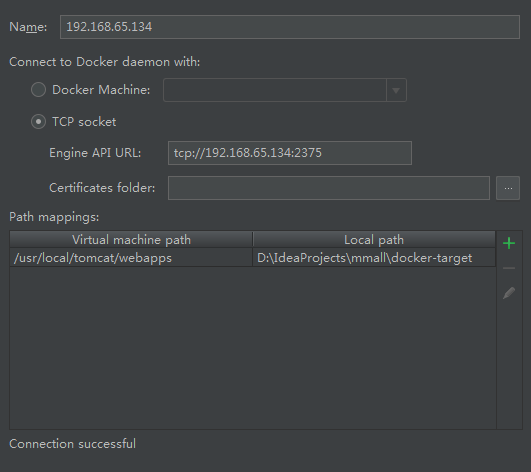 Name: 192.168.65.134
Connect to Docker daemon with:
Docker Machine:
TCP socket
Engine API URL: tcp://192.168.65.134:2375
Certificates folder: ...
Path mappings:
Virtual machine path Local path
/usr/local/tomcat/webapps D:\IdeaProjects\mmall\docker-target
Connection successful